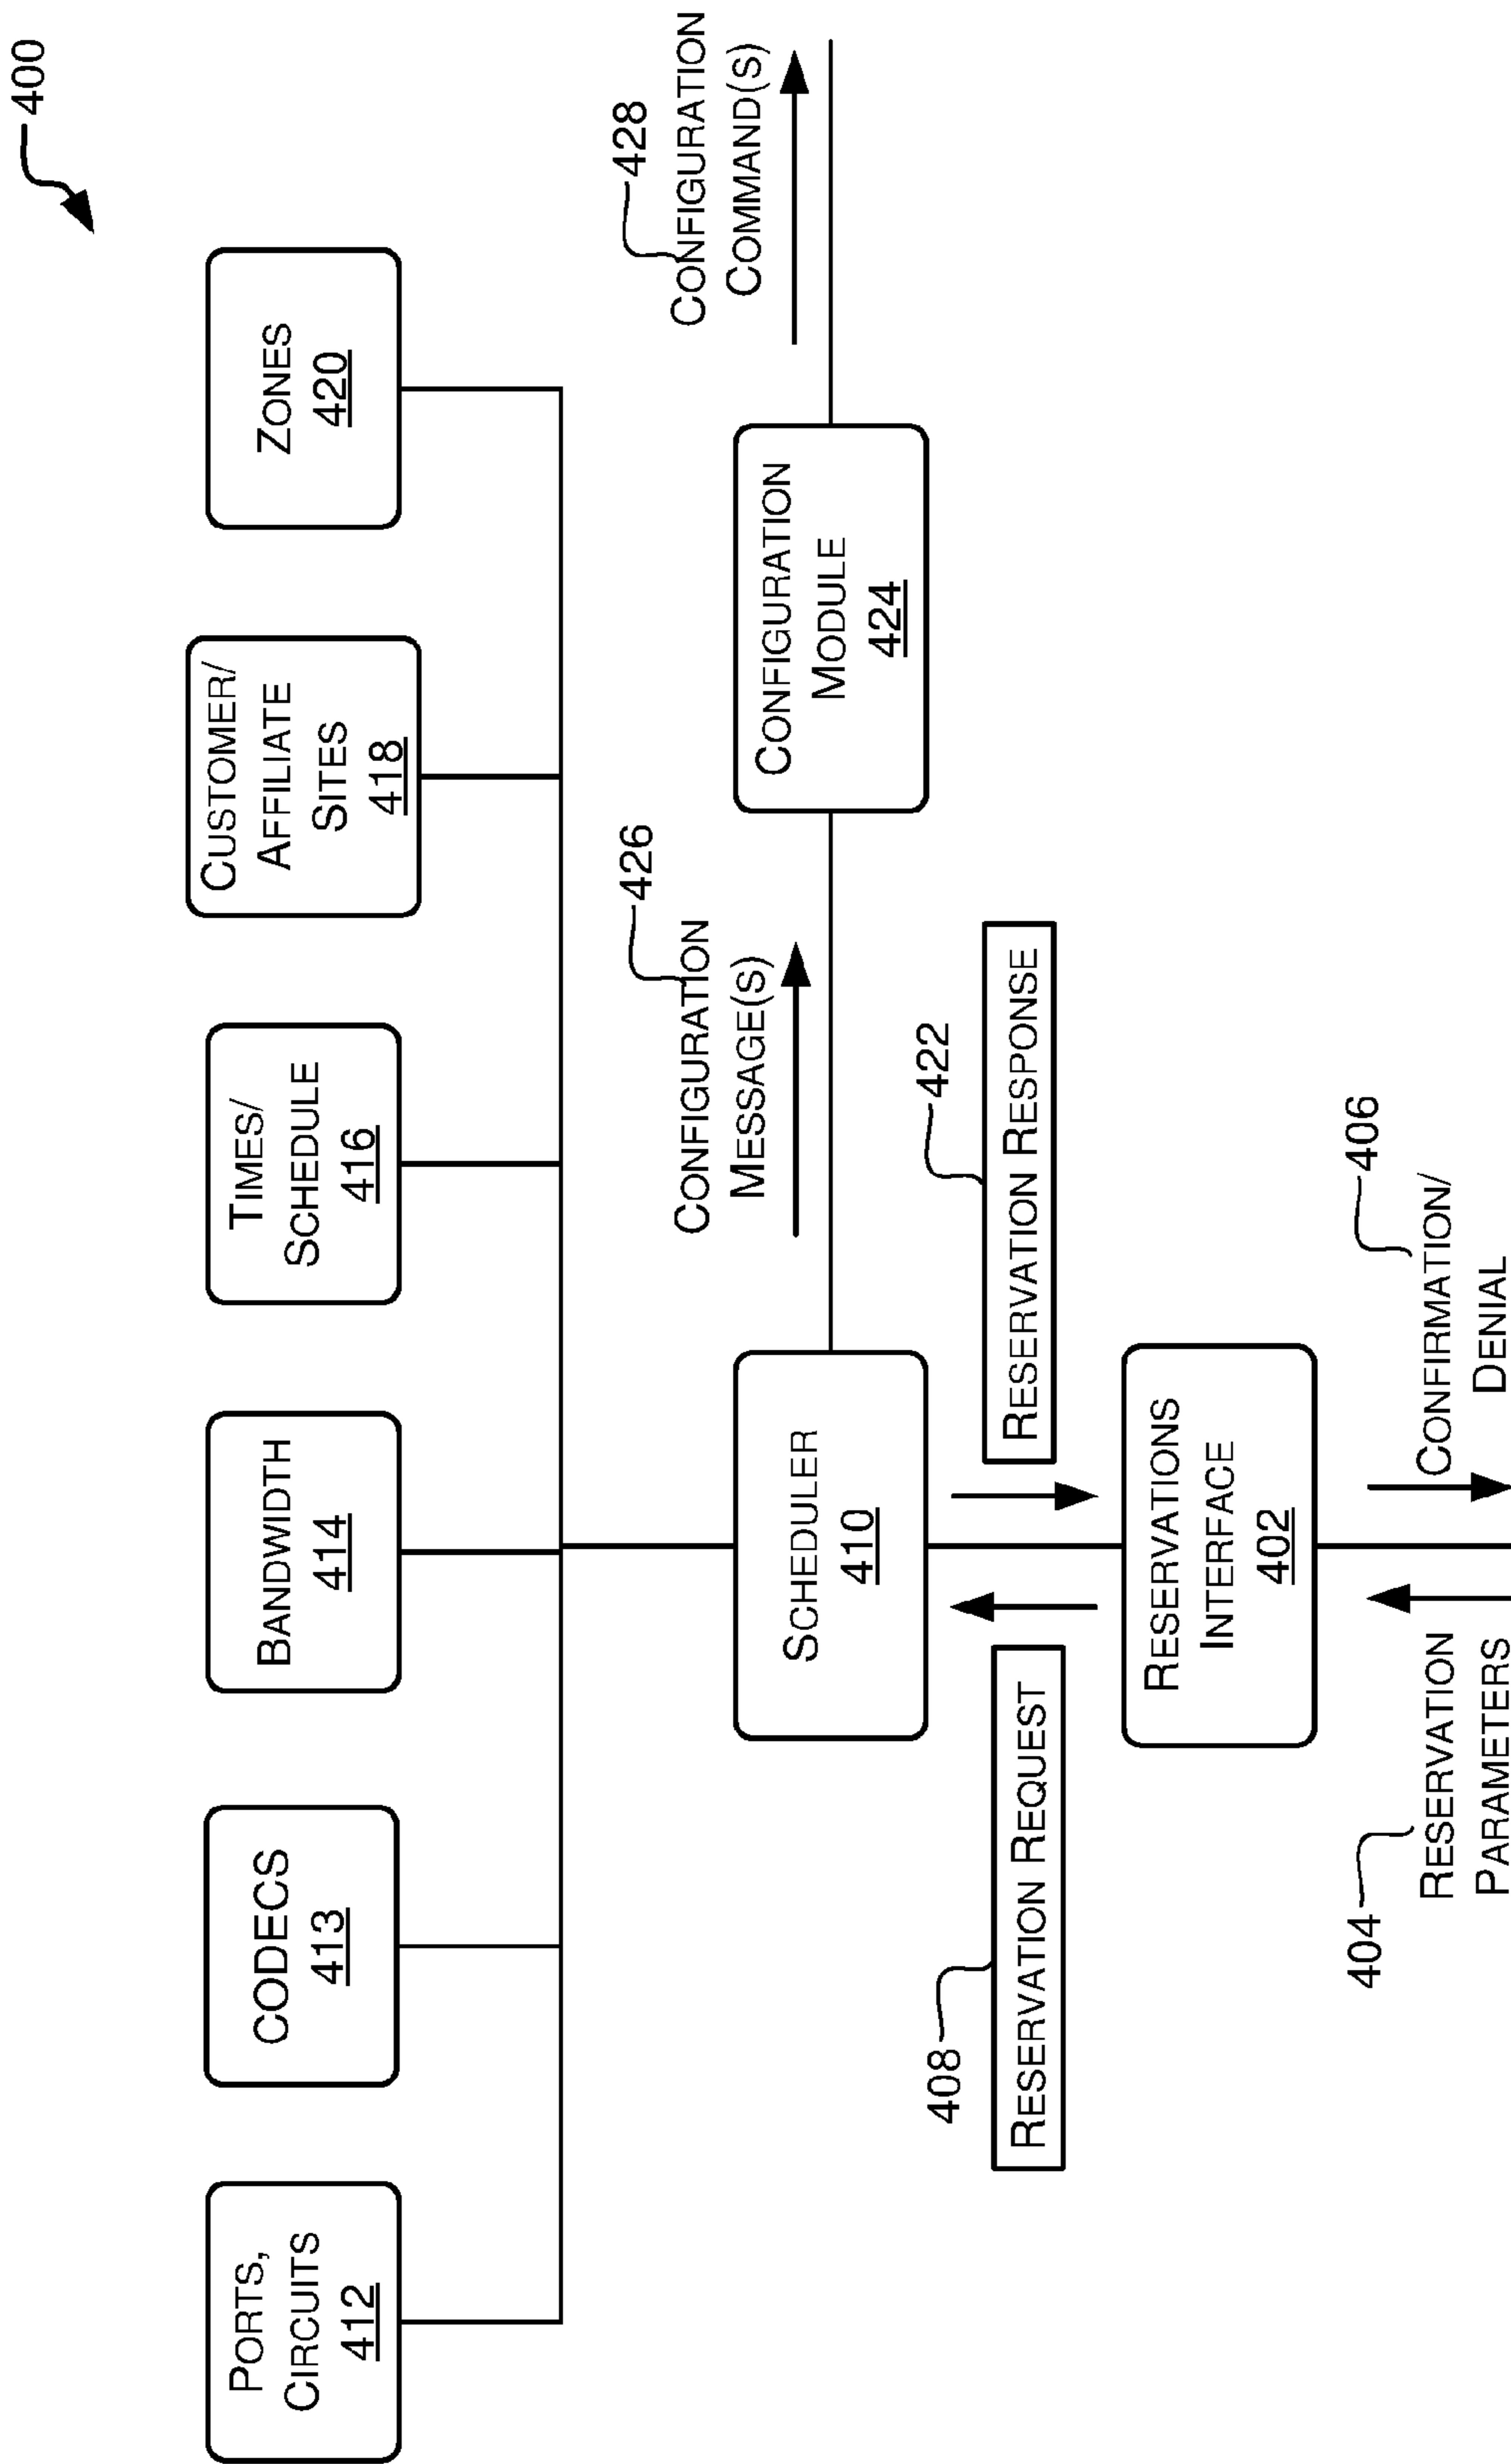 400
PORTS,
CIRCUITS
412
CODECS
413
BANDWIDTH
414
TIMES/
SCHEDULE
416
CUSTOMER/
AFFILIATE
SITES
418
ZONES
420
SCHEDULER
410
CONFIGURATION
MESSAGE(S)
426
CONFIGURATION
MODULE
424
CONFIGURATION
COMMAND(S)
428
408
RESERVATION REQUEST
RESERVATION RESPONSE
422
RESERVATIONS
INTERFACE
402
404
RESERVATION
PARAMETERS
CONFIRMATION/
DENIAL
406